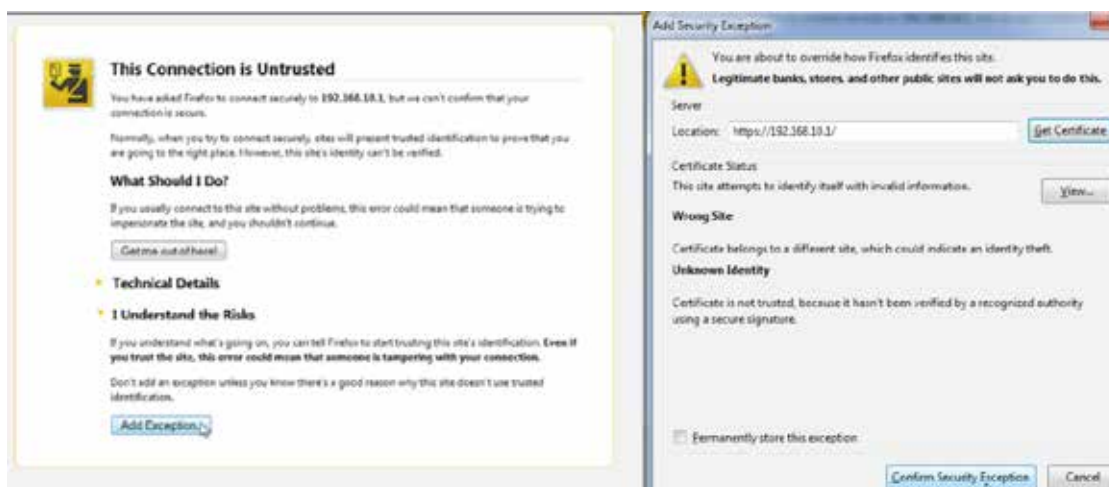 This Connection is Untrusted
You have asked Firefox to connect securely to 192.168.10.1, but we can't confirm that your
connection is secure.
Normally, when you try to connect securely, sites will present trusted identification to prove that you
are going to the right place. However, this site's identity can't be verified.
What Should I Do?
If you usually connect to this site without problems, this error could mean that someone is trying to
impersonate the site, and you shouldn't continue.
Get me out of here!
Technical Details
I Understand the Risks
If you understand what's going on, you can tell Firefox to start trusting this site's identification. Even if
you trust the site, this error could mean that someone is tampering with your connection.
Don't add an exception unless you know there's a good reason why this site doesn't use trusted
identification.
Add Exception...
Add Security Exception
You are about to override how Firefox identifies this site.
Legitimate banks, stores, and other public sites will not ask you to do this.
Server
Location: https://192.168.10.1/ Get Certificate
Certificate Status
This site attempts to identify itself with invalid information. View...
Wrong Site
Certificate belongs to a different site, which could indicate an identity theft.
Unknown Identity
Certificate is not trusted, because it hasn't been verified by a recognized authority
using a secure signature.
Permanently store this exception
Confirm Security Exception Cancel